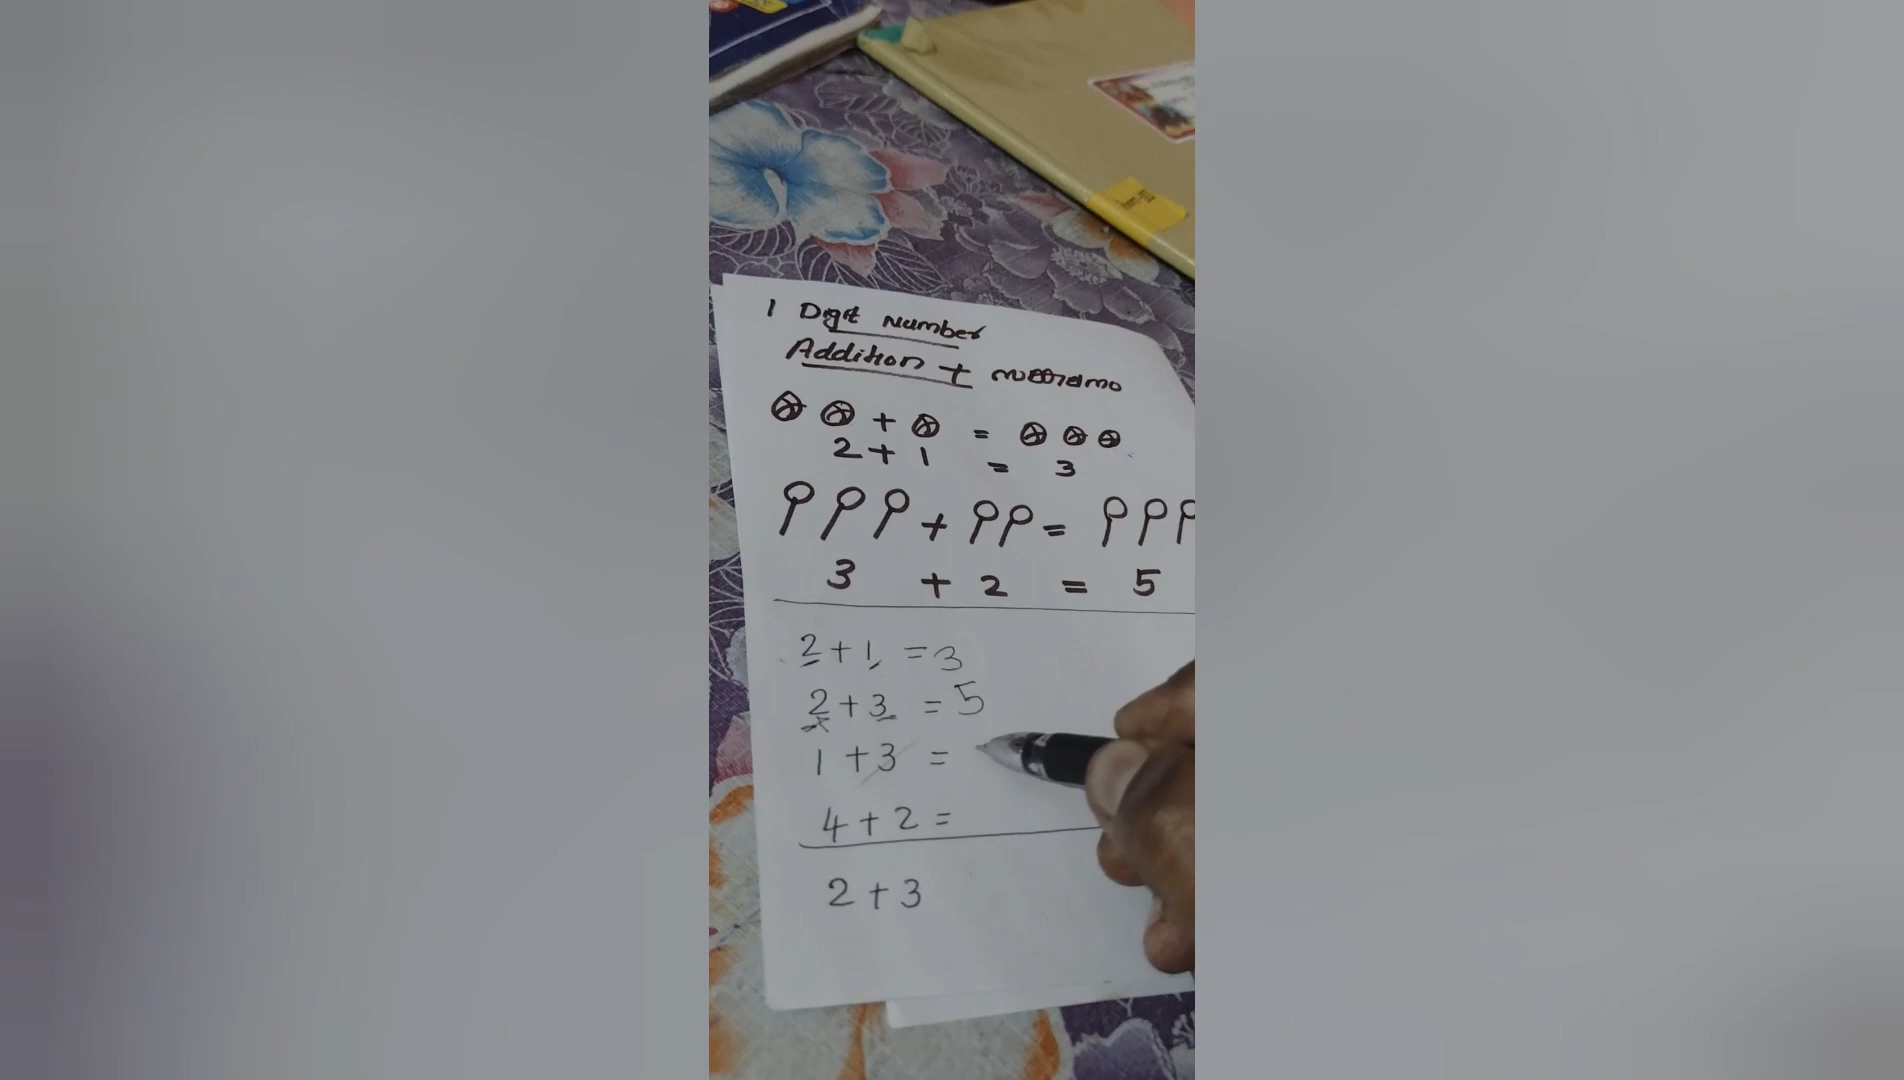 1 Digit Number
Addition +
+ =
2 + 1 = 3
+ =
3 + 2 = 5
2 + 1 = 3
2 + 3 = 5
1 + 3 =
4 + 2 =
2 + 3